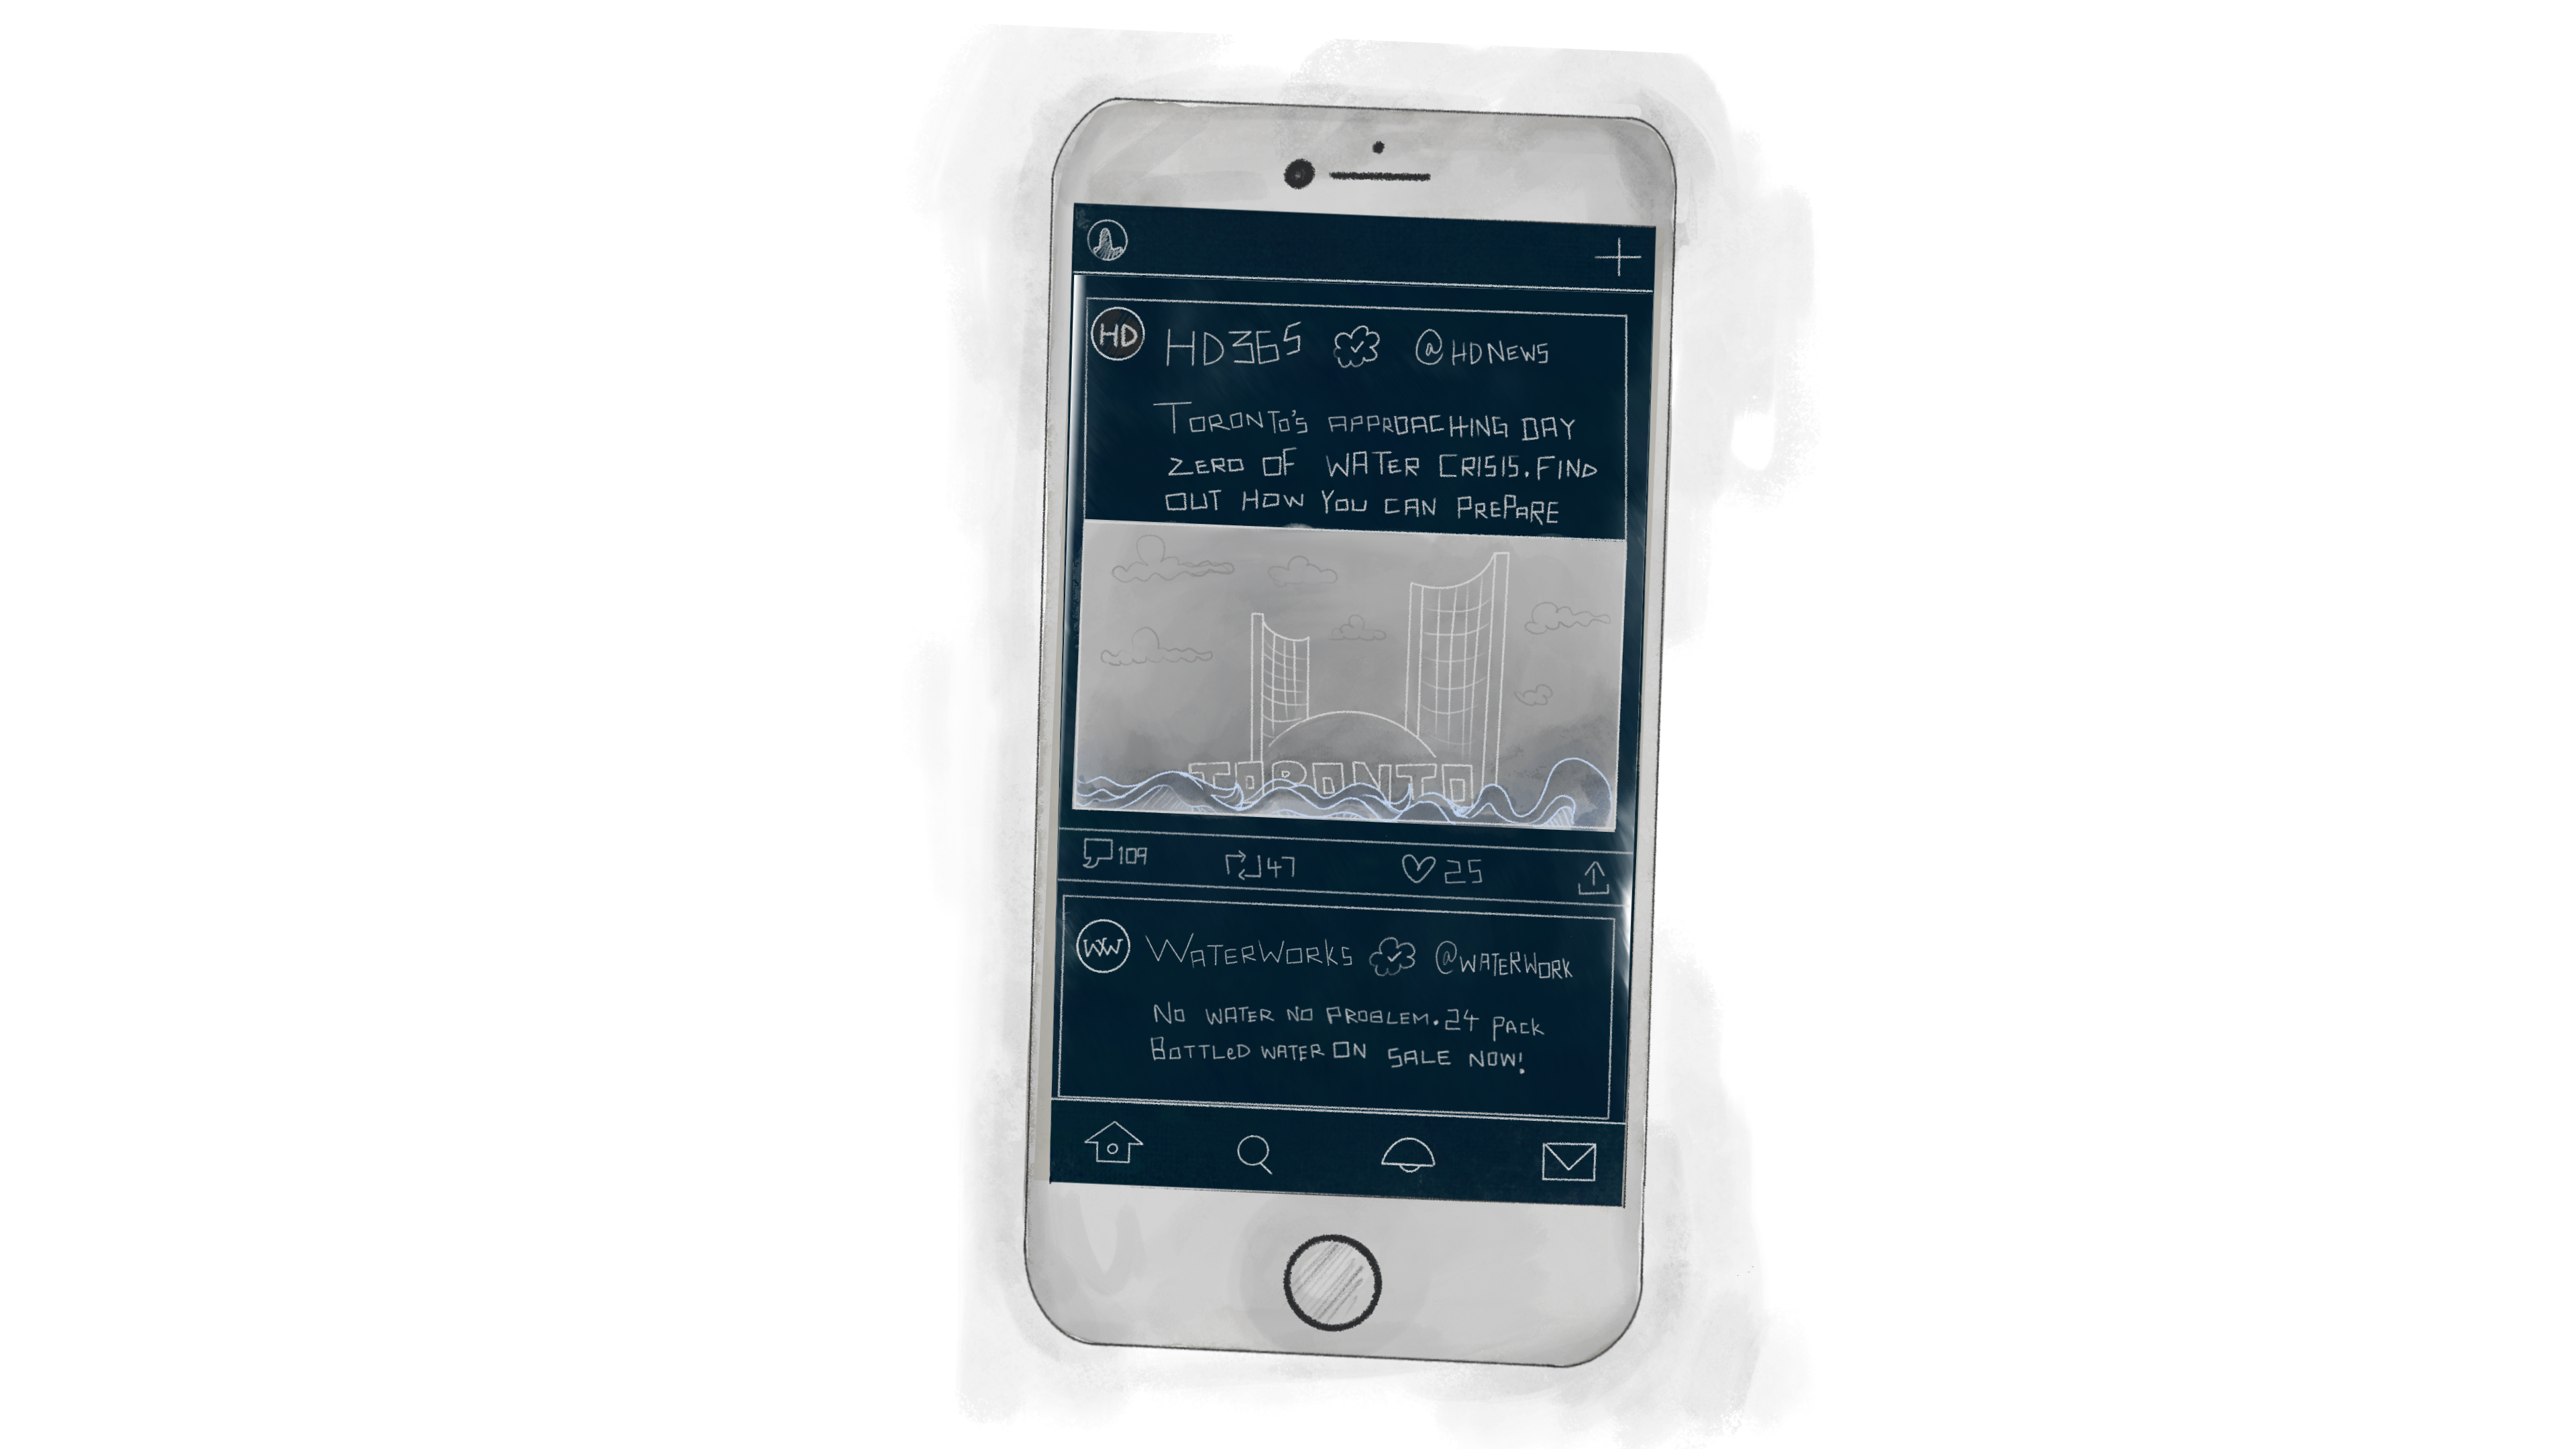 HD
HD365 @HDNEWS
TORONTO'S APPROACHING DAY
ZERO OF WATER CRISIS. FIND
OUT HOW YOU CAN PREPARE
TORONTO
109 47 25
WW
WATERWORKS @WATERWORK
NO WATER NO PROBLEM. 24 PACK
BOTTLED WATER ON SALE NOW!